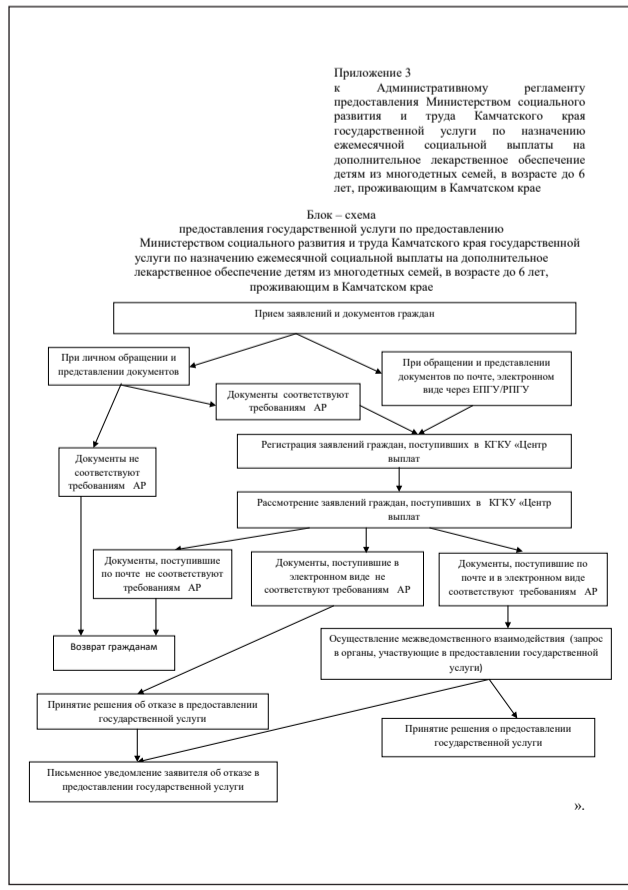 Приложение 3
к Административному регламенту
предоставления Министерством социального
развития и труда Камчатского края
государственной услуги по назначению
ежемесячной социальной выплаты на
дополнительное лекарственное обеспечение
детям из многодетных семей, в возрасте до 6
лет, проживающим в Камчатском крае
Блок – схема
предоставления государственной услуги по предоставлению
Министерством социального развития и труда Камчатского края государственной
услуги по назначению ежемесячной социальной выплаты на дополнительное
лекарственное обеспечение детям из многодетных семей, в возрасте до 6 лет,
проживающим в Камчатском крае
Прием заявлений и документов граждан
При личном обращении и
представлении документов
При обращении и представлении
документов по почте, электронном
виде через ЕПГУ/РПГУ
Документы соответствуют
требованиям АР
Документы не
соответствуют
требованиям АР
Регистрация заявлений граждан, поступивших в КГКУ «Центр
выплат
Рассмотрение заявлений граждан, поступивших в КГКУ «Центр
выплат
Документы, поступившие
по почте не соответствуют
требованиям АР
Документы, поступившие в
электронном виде не
соответствуют требованиям АР
Документы, поступившие по
почте и в электронном виде
соответствуют требованиям АР
Возврат гражданам
Осуществление межведомственного взаимодействия (запрос
в органы, участвующие в предоставлении государственной
услуги)
Принятие решения об отказе в предоставлении
государственной услуги
Принятие решения о предоставлении
государственной услуги
Письменное уведомление заявителя об отказе в
предоставлении государственной услуги
».